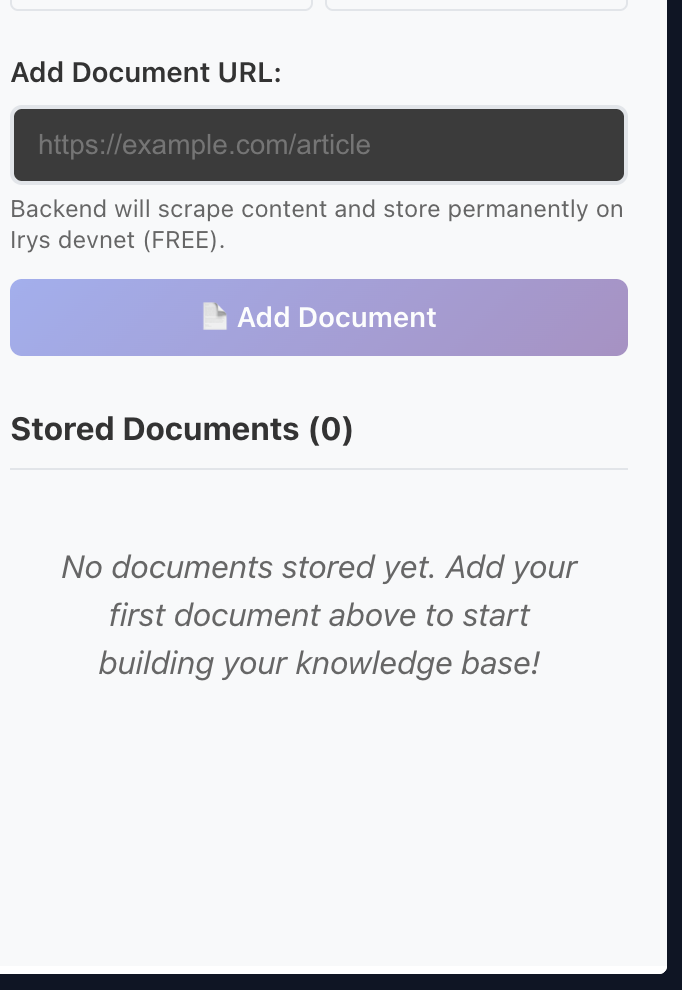 Add Document URL:
https://example.com/article
Backend will scrape content and store permanently on
Irys devnet (FREE).
Add Document
Stored Documents (0)
No documents stored yet. Add your
first document above to start
building your knowledge base!